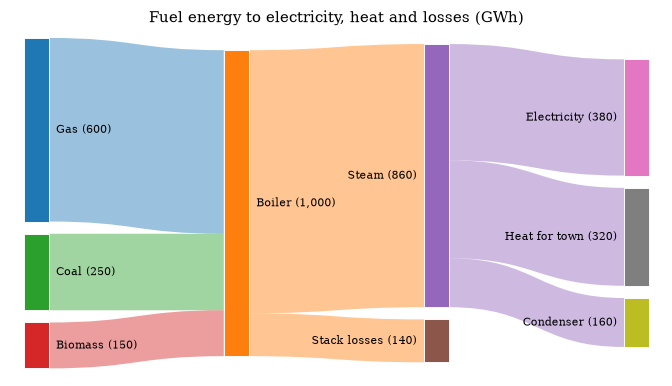 Fuel energy to electricity, heat and losses (GWh)
Gas (600)
Coal (250)
Biomass (150)
Boiler (1,000)
Steam (860)
Stack losses (140)
Electricity (380)
Heat for town (320)
Condenser (160)